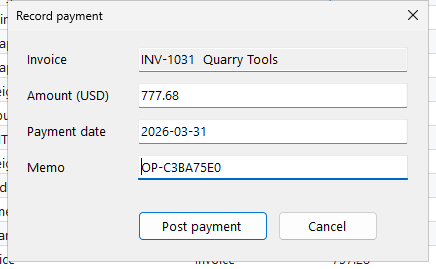 Record payment
Invoice INV-1031 Quarry Tools
Amount (USD) 777.68
Payment date 2026-03-31
Memo OP-C3BA75E0
Post payment Cancel